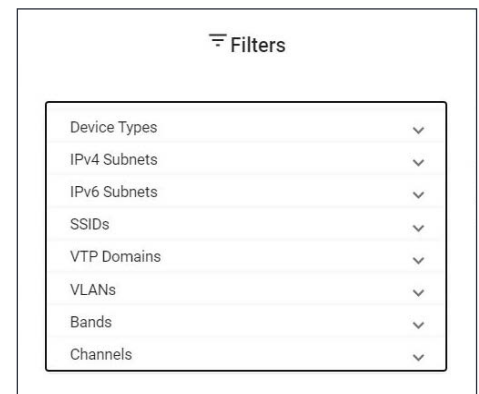 Filters
Device Types
IPv4 Subnets
IPv6 Subnets
SSIDs
VTP Domains
VLANs
Bands
Channels